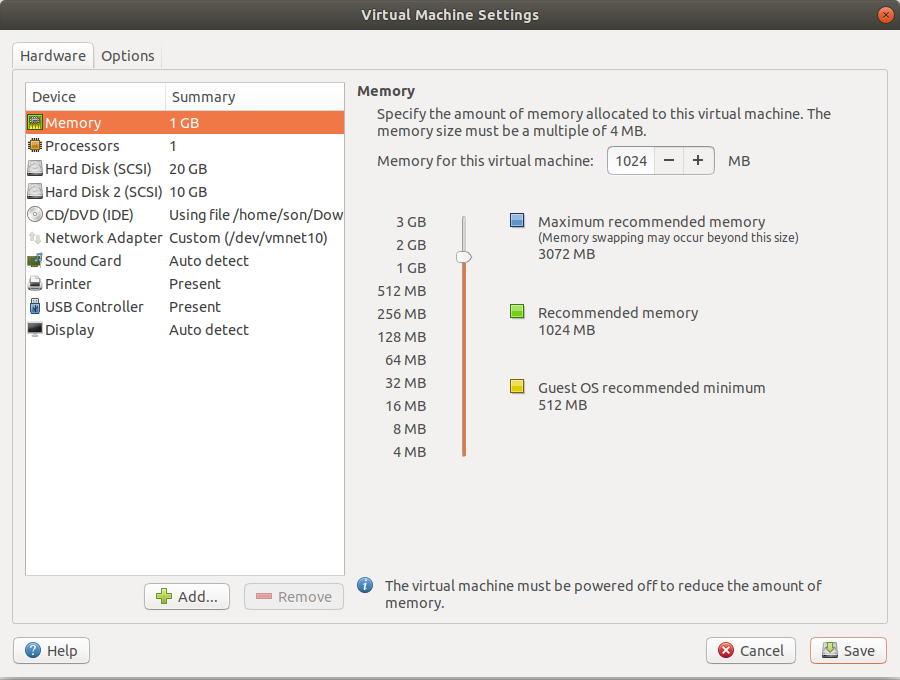 Virtual Machine Settings
Hardware Options
Device Summary
Memory 1 GB
Processors 1
Hard Disk (SCSI) 20 GB
Hard Disk 2 (SCSI) 10 GB
CD/DVD (IDE) Using file /home/son/Dow
Network Adapter Custom (/dev/vmnet10)
Sound Card Auto detect
Printer Present
USB Controller Present
Display Auto detect
Add...
Remove
Memory
Specify the amount of memory allocated to this virtual machine. The
memory size must be a multiple of 4 MB.
Memory for this virtual machine: 1024 − + MB
3 GB
2 GB
1 GB
512 MB
256 MB
128 MB
64 MB
32 MB
16 MB
8 MB
4 MB
Maximum recommended memory
(Memory swapping may occur beyond this size)
3072 MB
Recommended memory
1024 MB
Guest OS recommended minimum
512 MB
The virtual machine must be powered off to reduce the amount of
memory.
Help
Cancel
Save